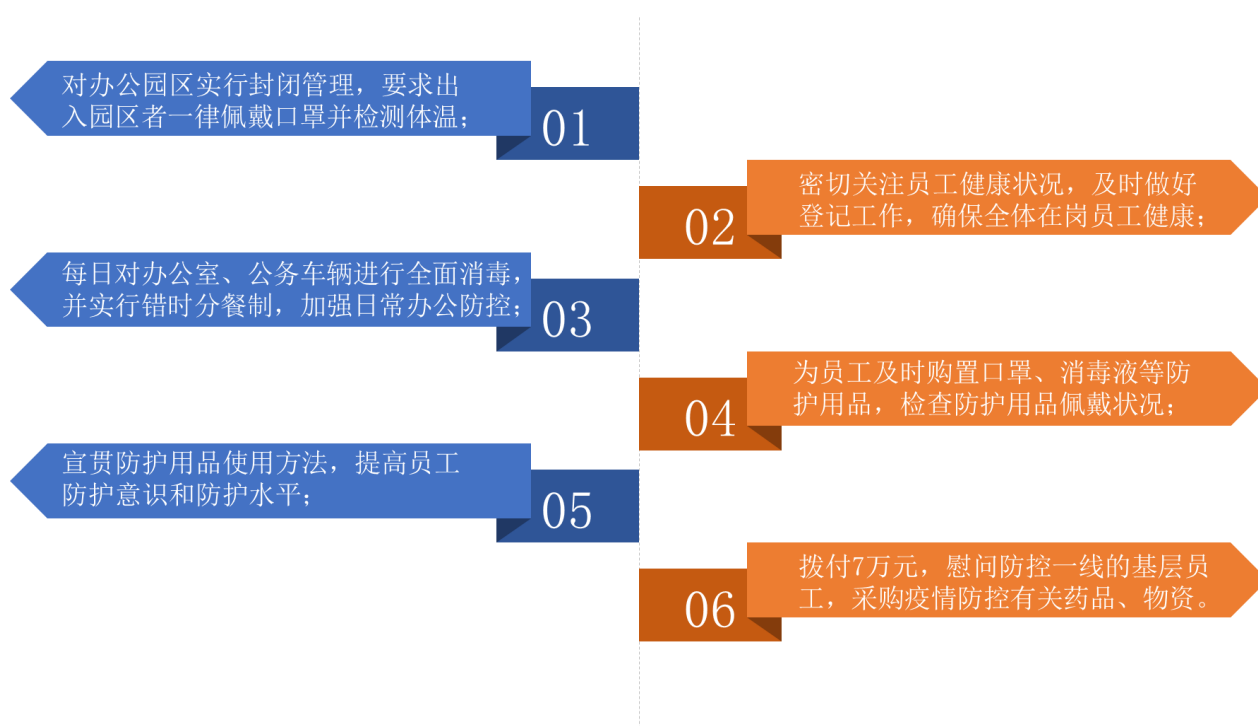 对办公园区实行封闭管理，要求出
入园区者一律佩戴口罩并检测体温；
01
02
密切关注员工健康状况，及时做好
登记工作，确保全体在岗员工健康；
每日对办公室、公务车辆进行全面消毒，
并实行错时分餐制，加强日常办公防控；
03
04
为员工及时购置口罩、消毒液等防
护用品，检查防护用品佩戴状况；
宣贯防护用品使用方法，提高员工
防护意识和防护水平；
05
06
拨付7万元，慰问防控一线的基层员
工，采购疫情防控有关药品、物资。